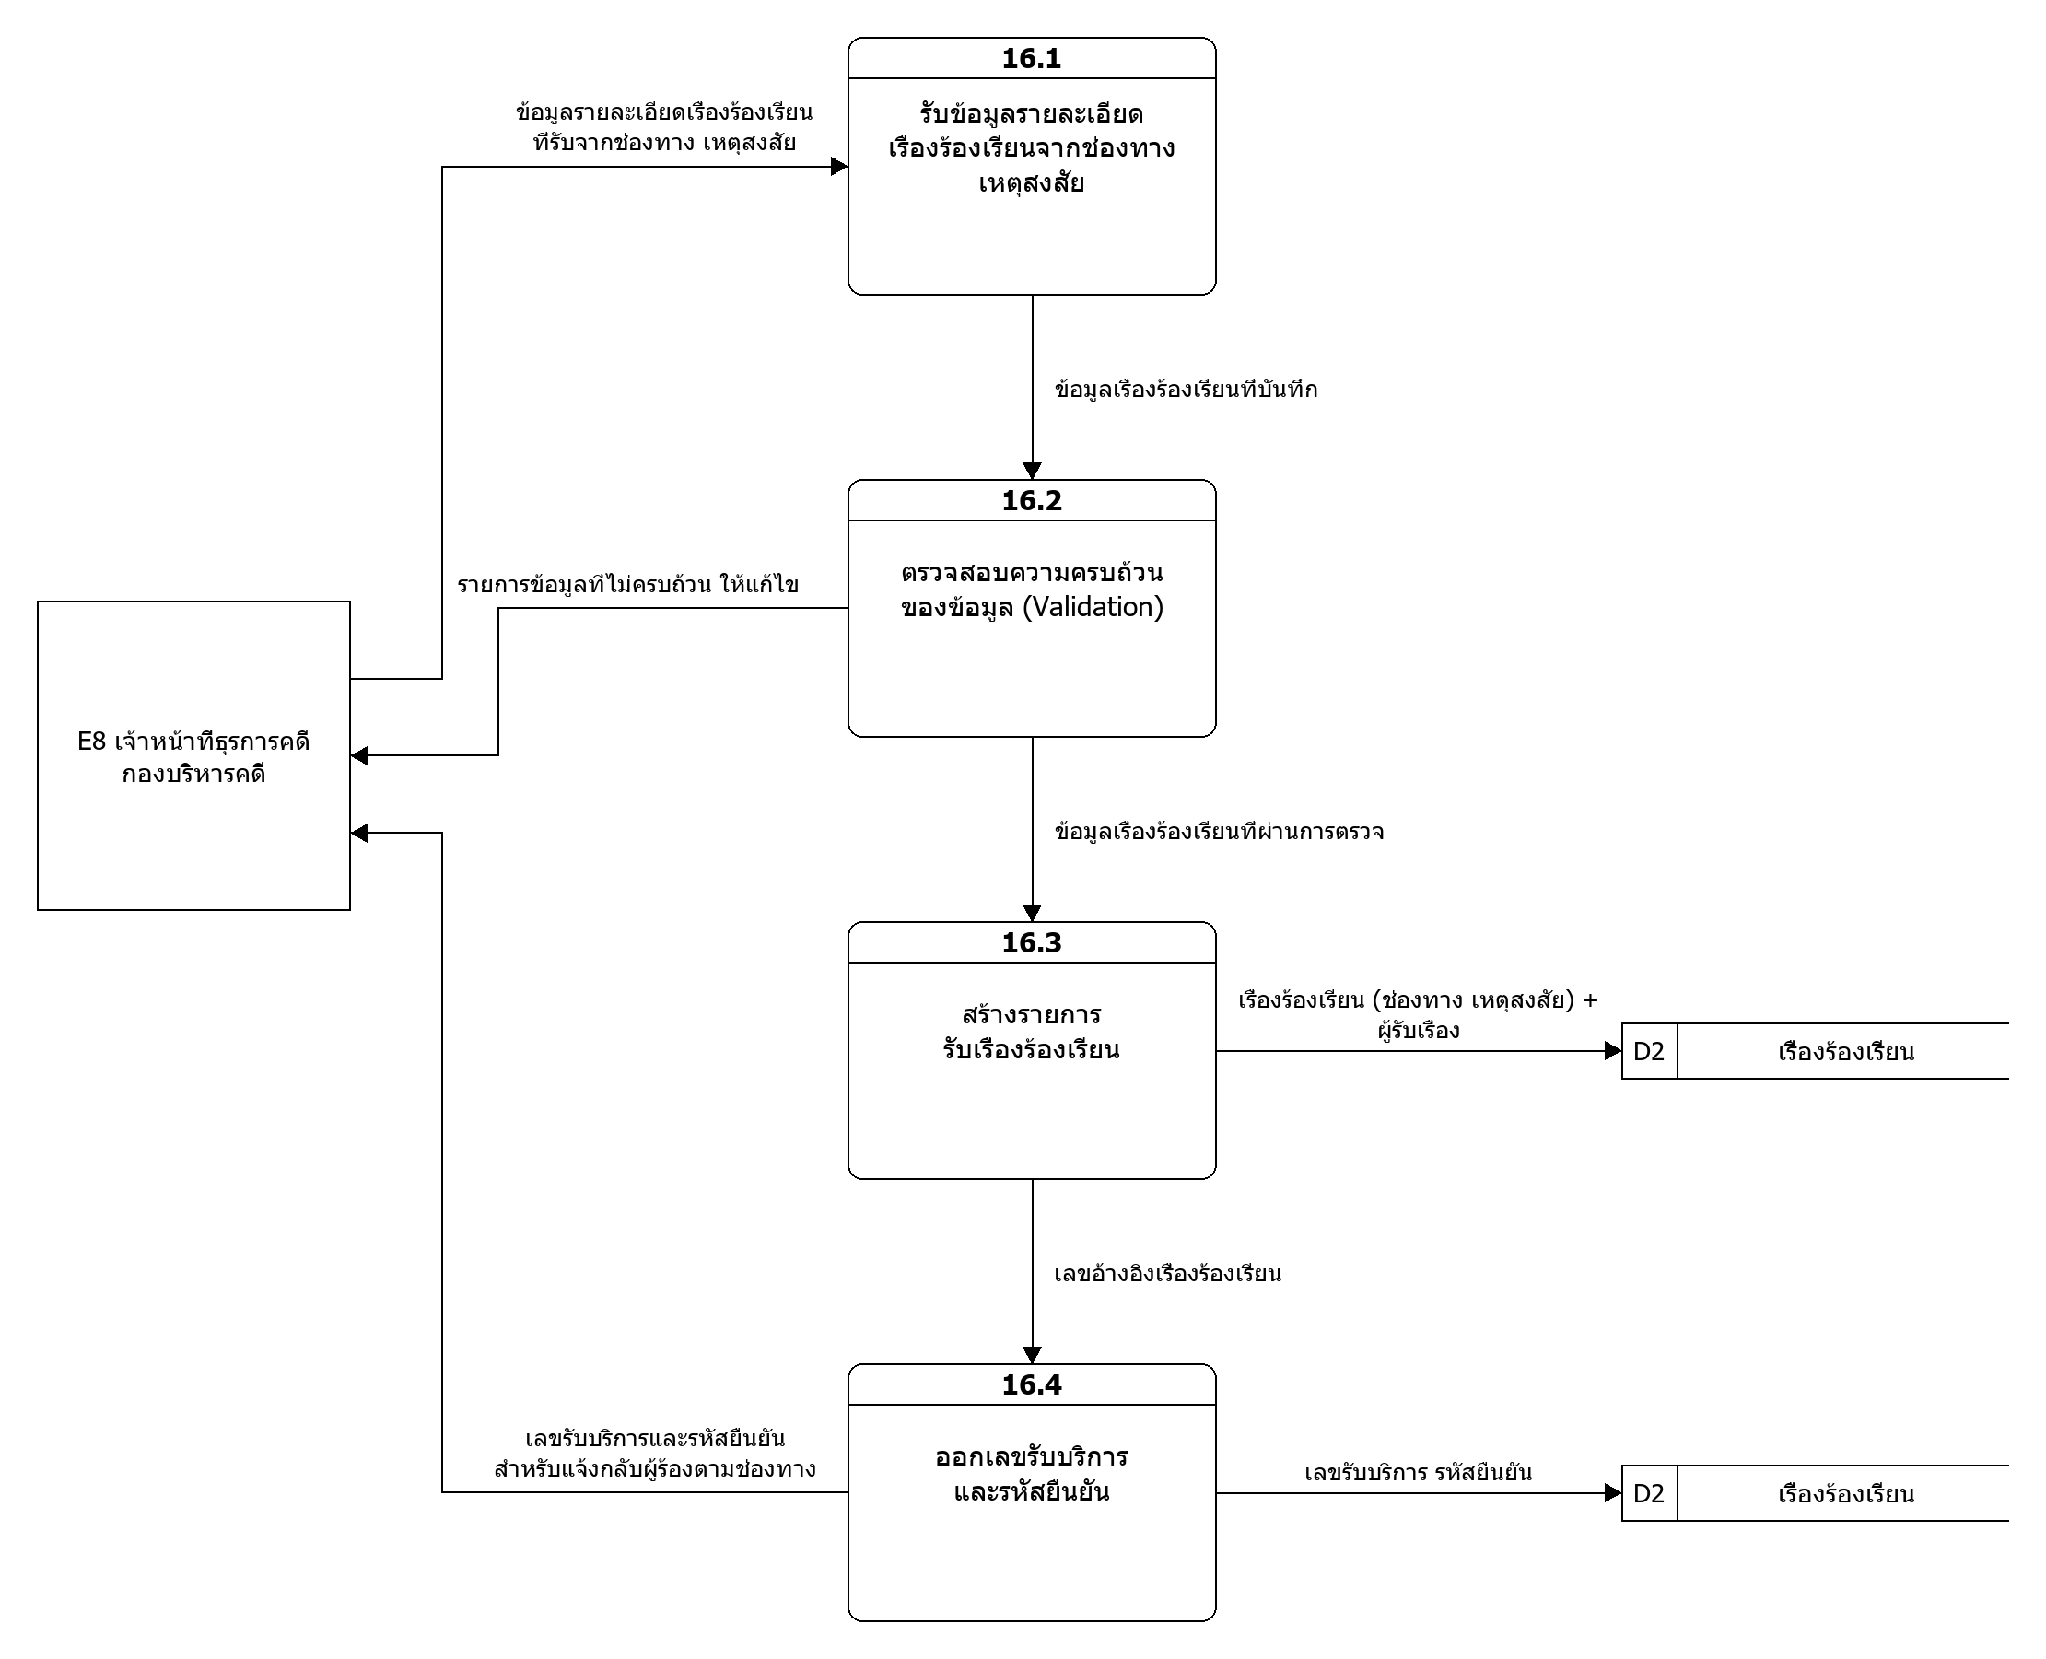 16.1
รับข้อมูลรายละเอียด
เรื่องร้องเรียนจากช่องทาง
เหตุสงสัย
ข้อมูลรายละเอียดเรื่องร้องเรียน
ที่รับจากช่องทาง เหตุสงสัย
ข้อมูลเรื่องร้องเรียนที่บันทึก
16.2
ตรวจสอบความครบถ้วน
ของข้อมูล (Validation)
รายการข้อมูลที่ไม่ครบถ้วน ให้แก้ไข
E8 เจ้าหน้าที่ธุรการคดี
กองบริหารคดี
ข้อมูลเรื่องร้องเรียนที่ผ่านการตรวจ
16.3
สร้างรายการ
รับเรื่องร้องเรียน
เรื่องร้องเรียน (ช่องทาง เหตุสงสัย) +
ผู้รับเรื่อง
D2 เรื่องร้องเรียน
เลขอ้างอิงเรื่องร้องเรียน
16.4
ออกเลขรับบริการ
และรหัสยืนยัน
เลขรับบริการและรหัสยืนยัน
สำหรับแจ้งกลับผู้ร้องตามช่องทาง
เลขรับบริการ รหัสยืนยัน
D2 เรื่องร้องเรียน